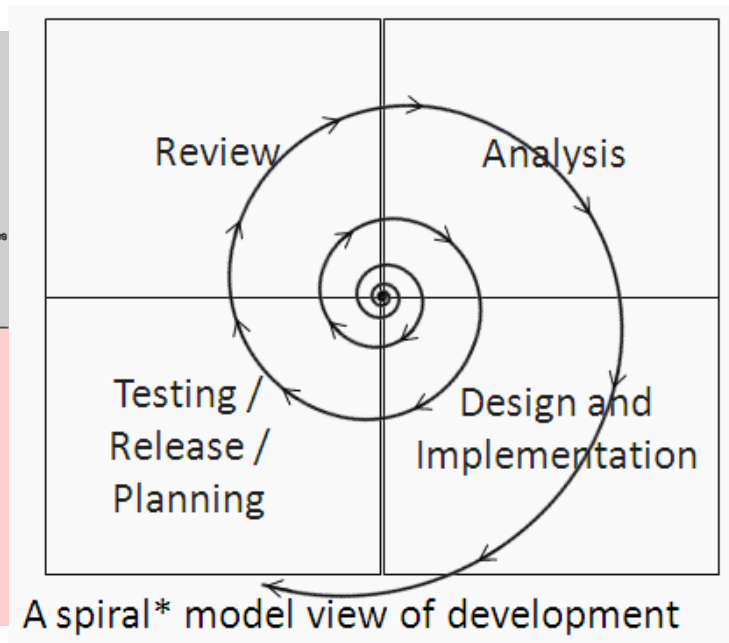 Review
Analysis
Testing /
Release /
Planning
Design and
Implementation
A spiral* model view of development